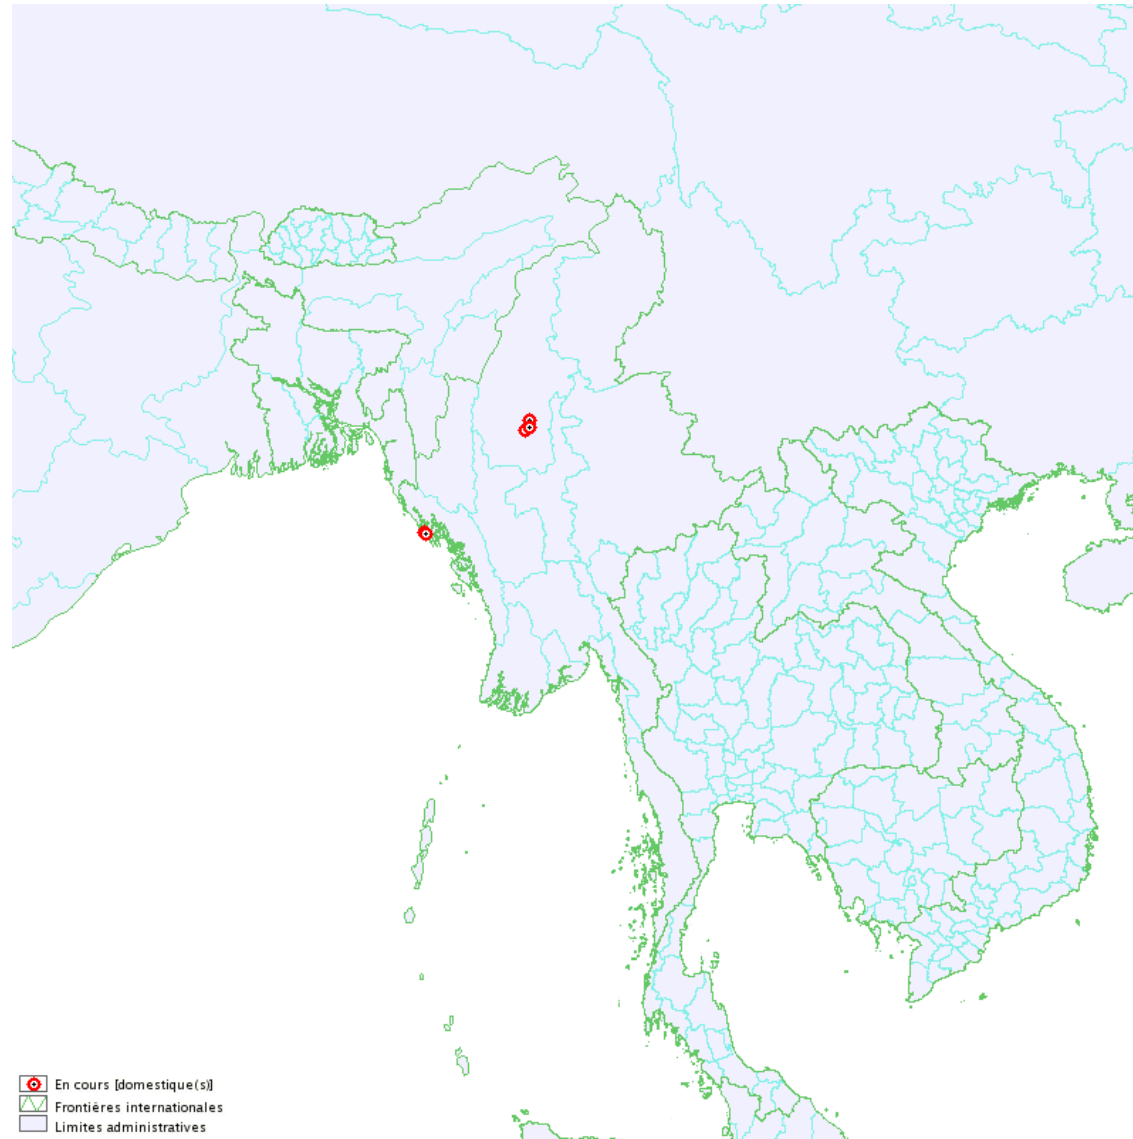 En cours [domestique(s)]
Frontières internationales
Limites administratives